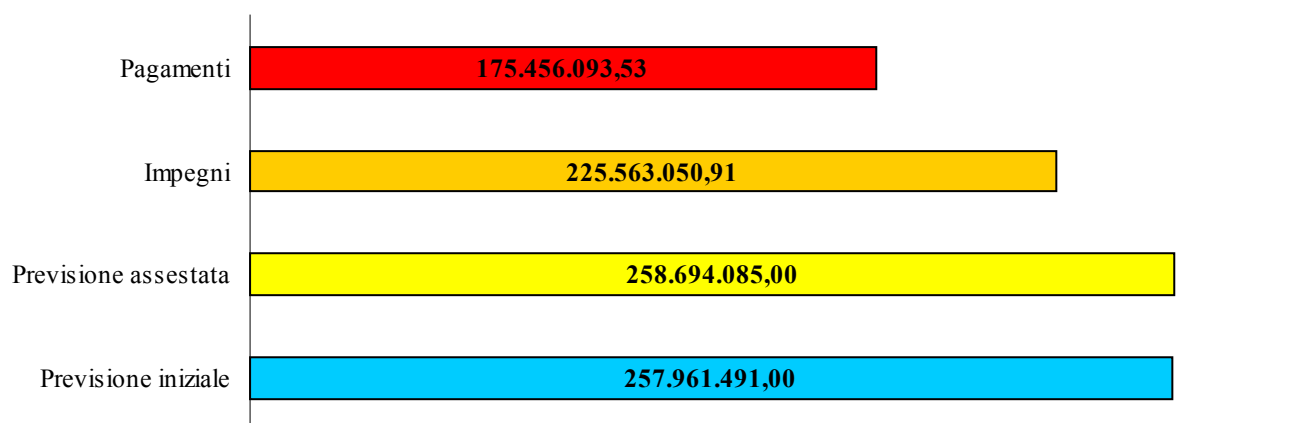 Pagamenti 175.456.093,53
Impegni 225.563.050,91
Previsione assestata 258.694.085,00
Previsione iniziale 257.961.491,00